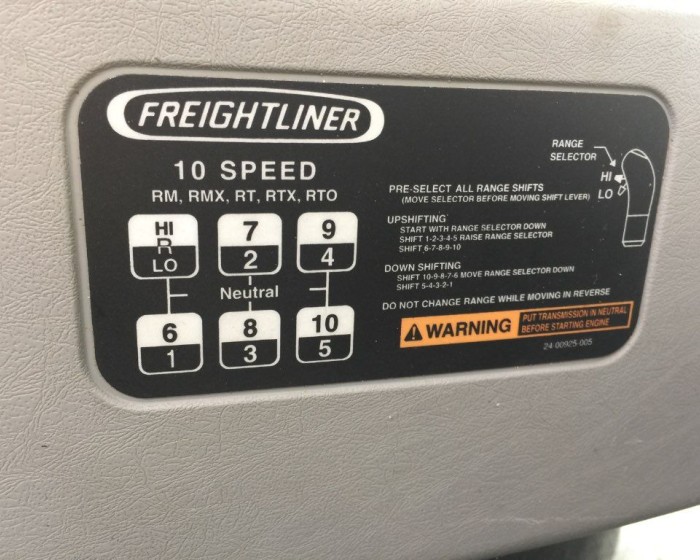 FREIGHTLINER
10 SPEED
RM, RMX, RT, RTX, RTO
HI 7 9
R
LO 2 4
Neutral
6 8 10
1 3 5
RANGE
SELECTOR
HI
LO
PRE-SELECT ALL RANGE SHIFTS
(MOVE SELECTOR BEFORE MOVING SHIFT LEVER)
UPSHIFTING
START WITH RANGE SELECTOR DOWN
SHIFT 1-2-3-4-5 RAISE RANGE SELECTOR
SHIFT 6-7-8-9-10
DOWN SHIFTING
SHIFT 10-9-8-7-6 MOVE RANGE SELECTOR DOWN
SHIFT 5-4-3-2-1
DO NOT CHANGE RANGE WHILE MOVING IN REVERSE
WARNING PUT TRANSMISSION IN NEUTRAL
BEFORE STARTING ENGINE
24-00925-005